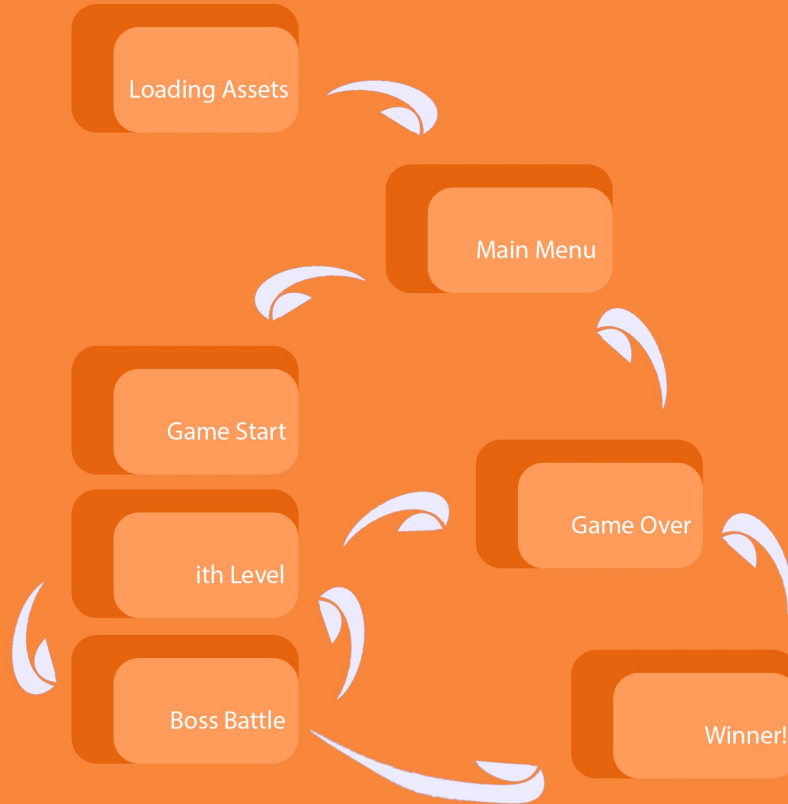 Loading Assets
Main Menu
Game Start
Game Over
ith Level
Boss Battle
Winner!